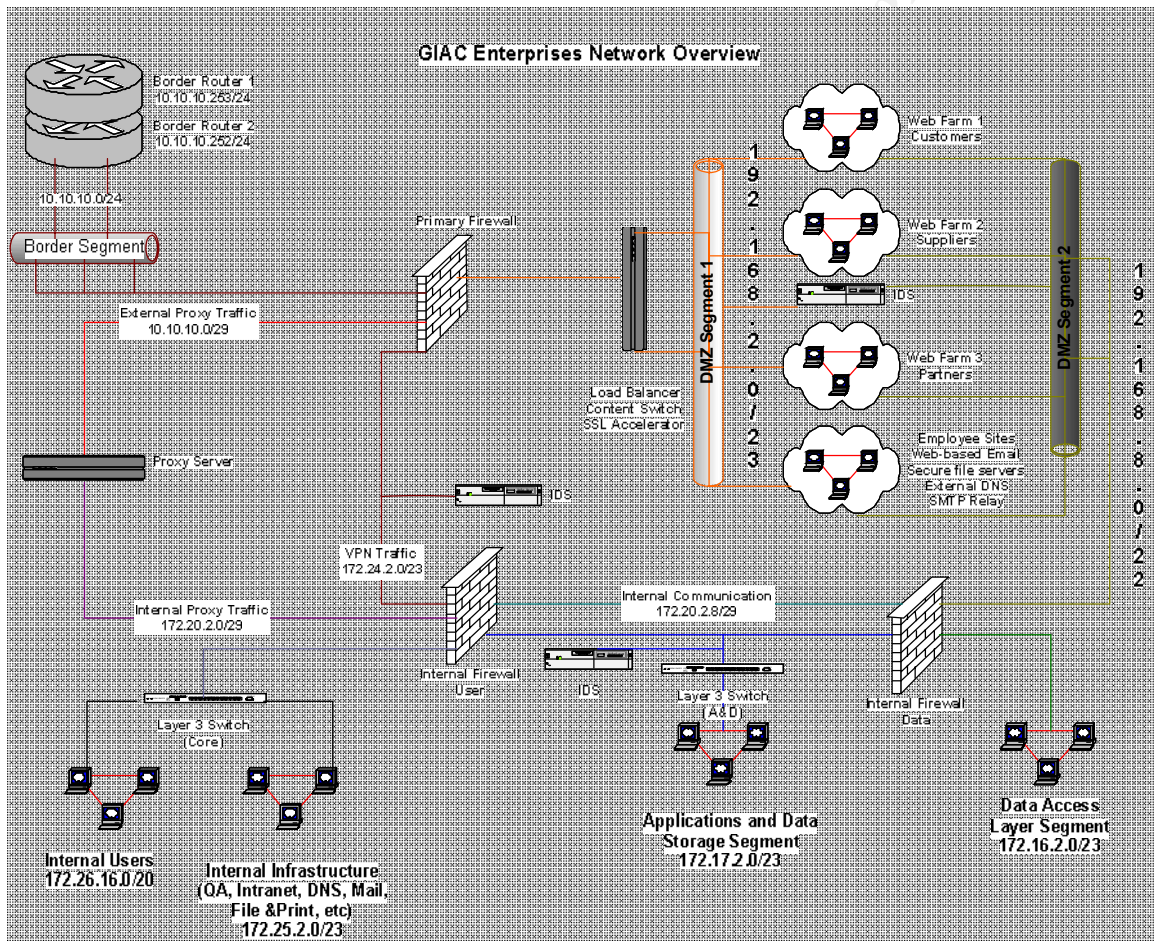 GIAC Enterprises Network Overview
Border Router 1
10.10.10.253/24
Border Router 2
10.10.10.252/24
10.10.10.0/24
Border Segment
Primary Firewall
External Proxy Traffic
10.10.10.0/29
Proxy Server
Load Balancer
Content Switch
SSL Accelerator
DMZ Segment 1
192.168.2.0/23
Web Farm 1
Customers
Web Farm 2
Suppliers
IDS
Web Farm 3
Partners
Employee Sites
Web-based Email
Secure file servers
External DNS
SMTP Relay
DMZ Segment 2
192.168.8.0/22
IDS
VPN Traffic
172.24.2.0/23
Internal Proxy Traffic
172.20.2.0/29
Internal Communication
172.20.2.8/29
Internal Firewall
User
IDS
Layer 3 Switch
(A&D)
Internal Firewall
Data
Layer 3 Switch
(Core)
Internal Users
172.26.16.0/20
Internal Infrastructure
(QA, Intranet, DNS, Mail,
File &Print, etc)
172.25.2.0/23
Applications and Data
Storage Segment
172.17.2.0/23
Data Access
Layer Segment
172.16.2.0/23